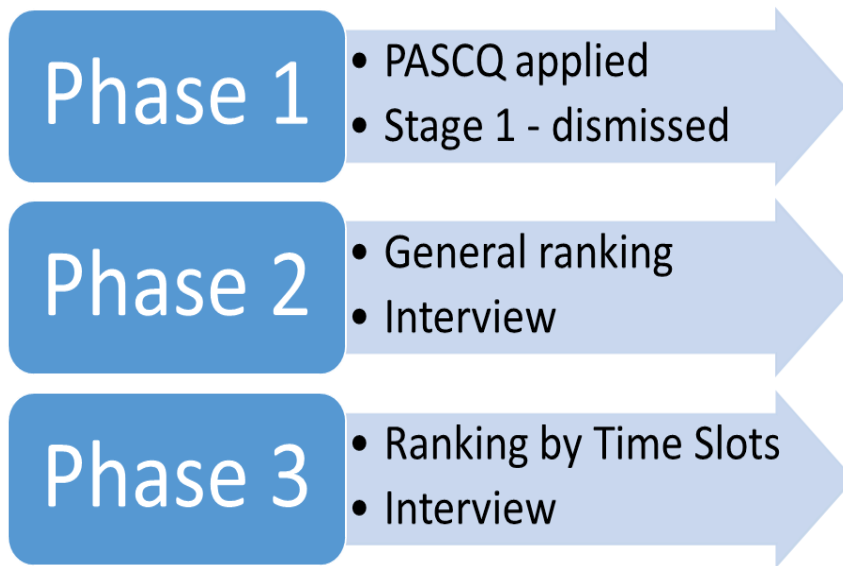 Phase 1
• PASCQ applied
• Stage 1 - dismissed
Phase 2
• General ranking
• Interview
Phase 3
• Ranking by Time Slots
• Interview